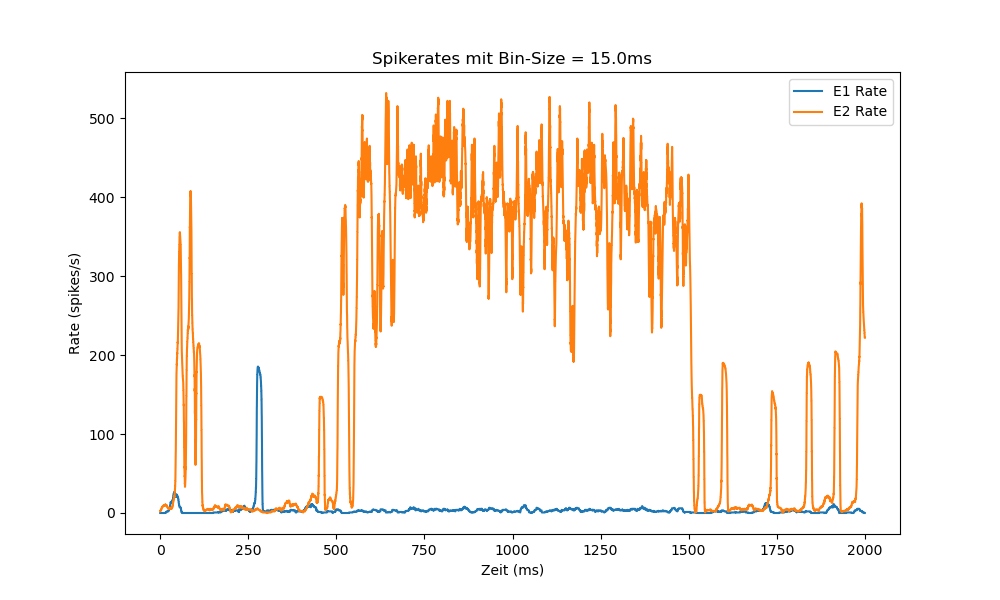 Spikerates mit Bin-Size = 15.0ms
E1 Rate
E2 Rate
Rate (spikes/s)
500
400
300
200
100
0
0 250 500 750 1000 1250 1500 1750 2000
Zeit (ms)